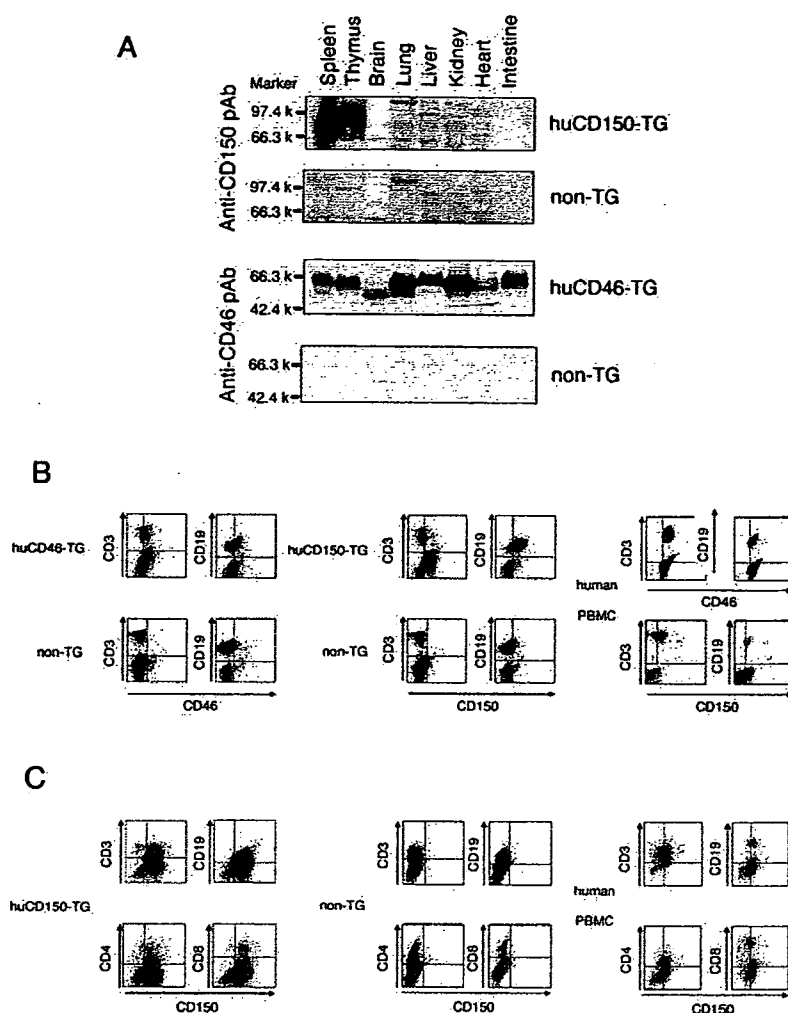 A
Marker
Spleen
Thymus
Brain
Lung
Liver
Kidney
Heart
Intestine
Anti-CD150 pAb
97.4 k
66.3 k
huCD150-TG
97.4 k
66.3 k
non-TG
Anti-CD46 pAb
66.3 k
42.4 k
huCD46-TG
66.3 k
42.4 k
non-TG
B
huCD46-TG
CD3
CD19
huCD150-TG
CD3
CD19
human
PBMC
CD3
CD19
CD46
non-TG
CD3
CD19
CD46
non-TG
CD3
CD19
CD150
CD3
CD19
CD150
C
huCD150-TG
CD3
CD19
CD4
CD8
CD150
non-TG
CD3
CD19
CD4
CD8
CD150
human
PBMC
CD3
CD19
CD4
CD8
CD150